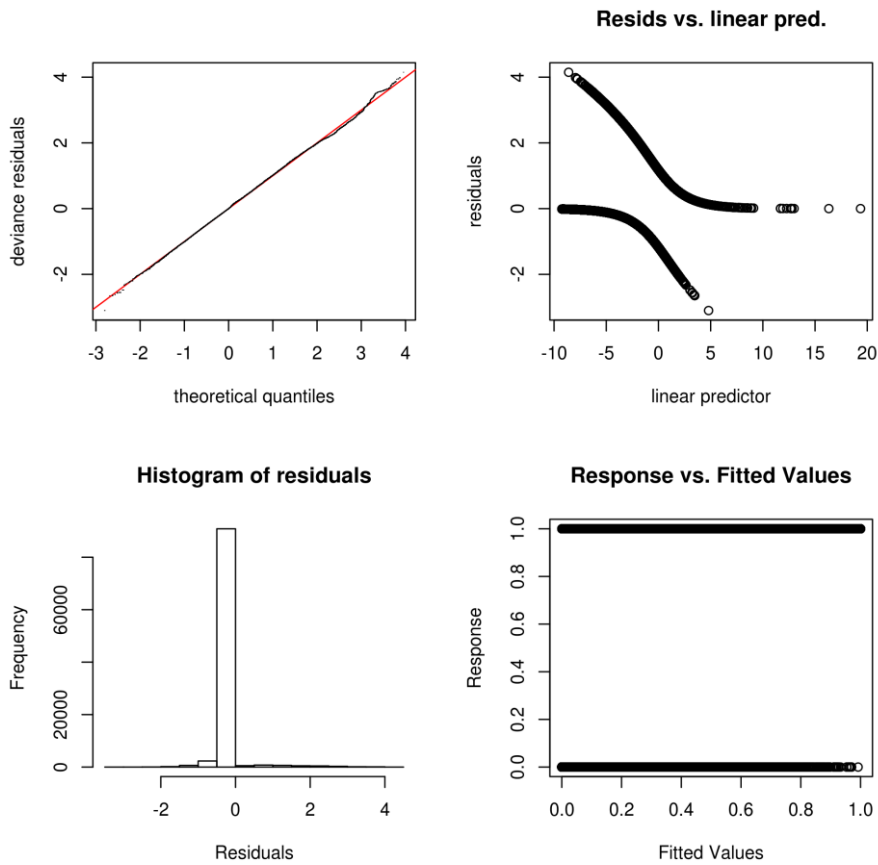 deviance residuals
4
2
0
-2
-3 -2 -1 0 1 2 3 4
theoretical quantiles
Resids vs. linear pred.
residuals
4
2
0
-2
-10 -5 0 5 10 15 20
linear predictor
Histogram of residuals
Frequency
60000
20000
0
-2 0 2 4
Residuals
Response vs. Fitted Values
Response
1.0
0.8
0.6
0.4
0.2
0.0
0.0 0.2 0.4 0.6 0.8 1.0
Fitted Values